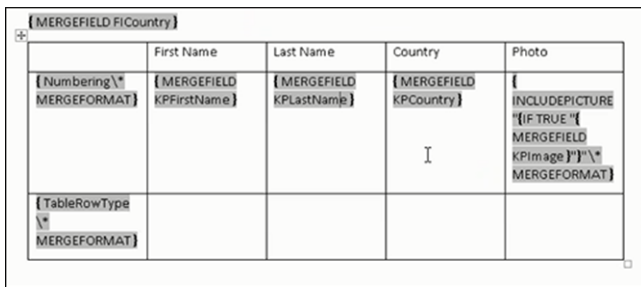 { MERGEFIELD FICountry }
First Name
Last Name
Country
Photo
{ Numbering \*
MERGEFORMAT }
{ MERGEFIELD
KPFirstName }
{ MERGEFIELD
KPLastName }
{ MERGEFIELD
KPCountry }
{
INCLUDEPICTURE
"{IF TRUE "{
MERGEFIELD
KPImage }"}"\*
MERGEFORMAT }
{ TableRowType
\*
MERGEFORMAT }